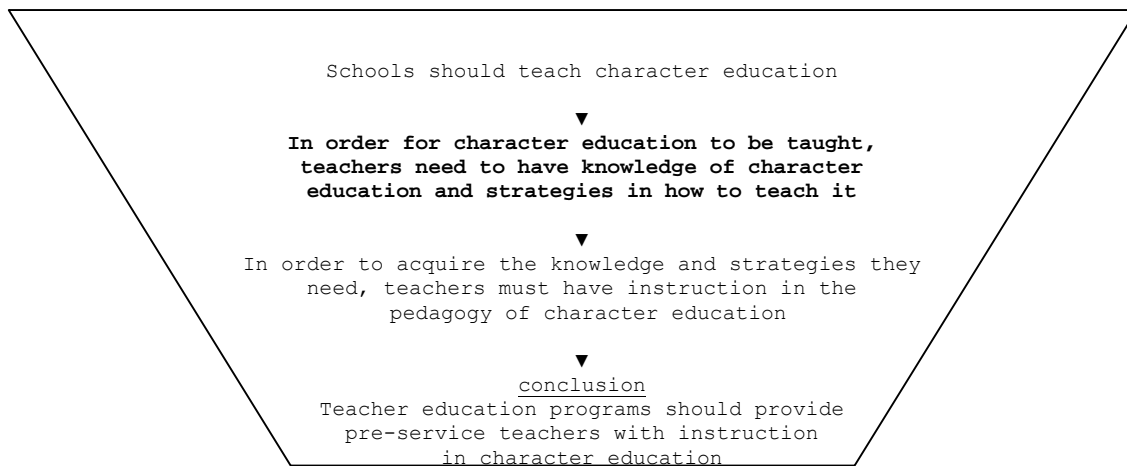 Schools should teach character education
▼
In order for character education to be taught,
teachers need to have knowledge of character
education and strategies in how to teach it
▼
In order to acquire the knowledge and strategies they
need, teachers must have instruction in the
pedagogy of character education
▼
conclusion
Teacher education programs should provide
pre-service teachers with instruction
in character education